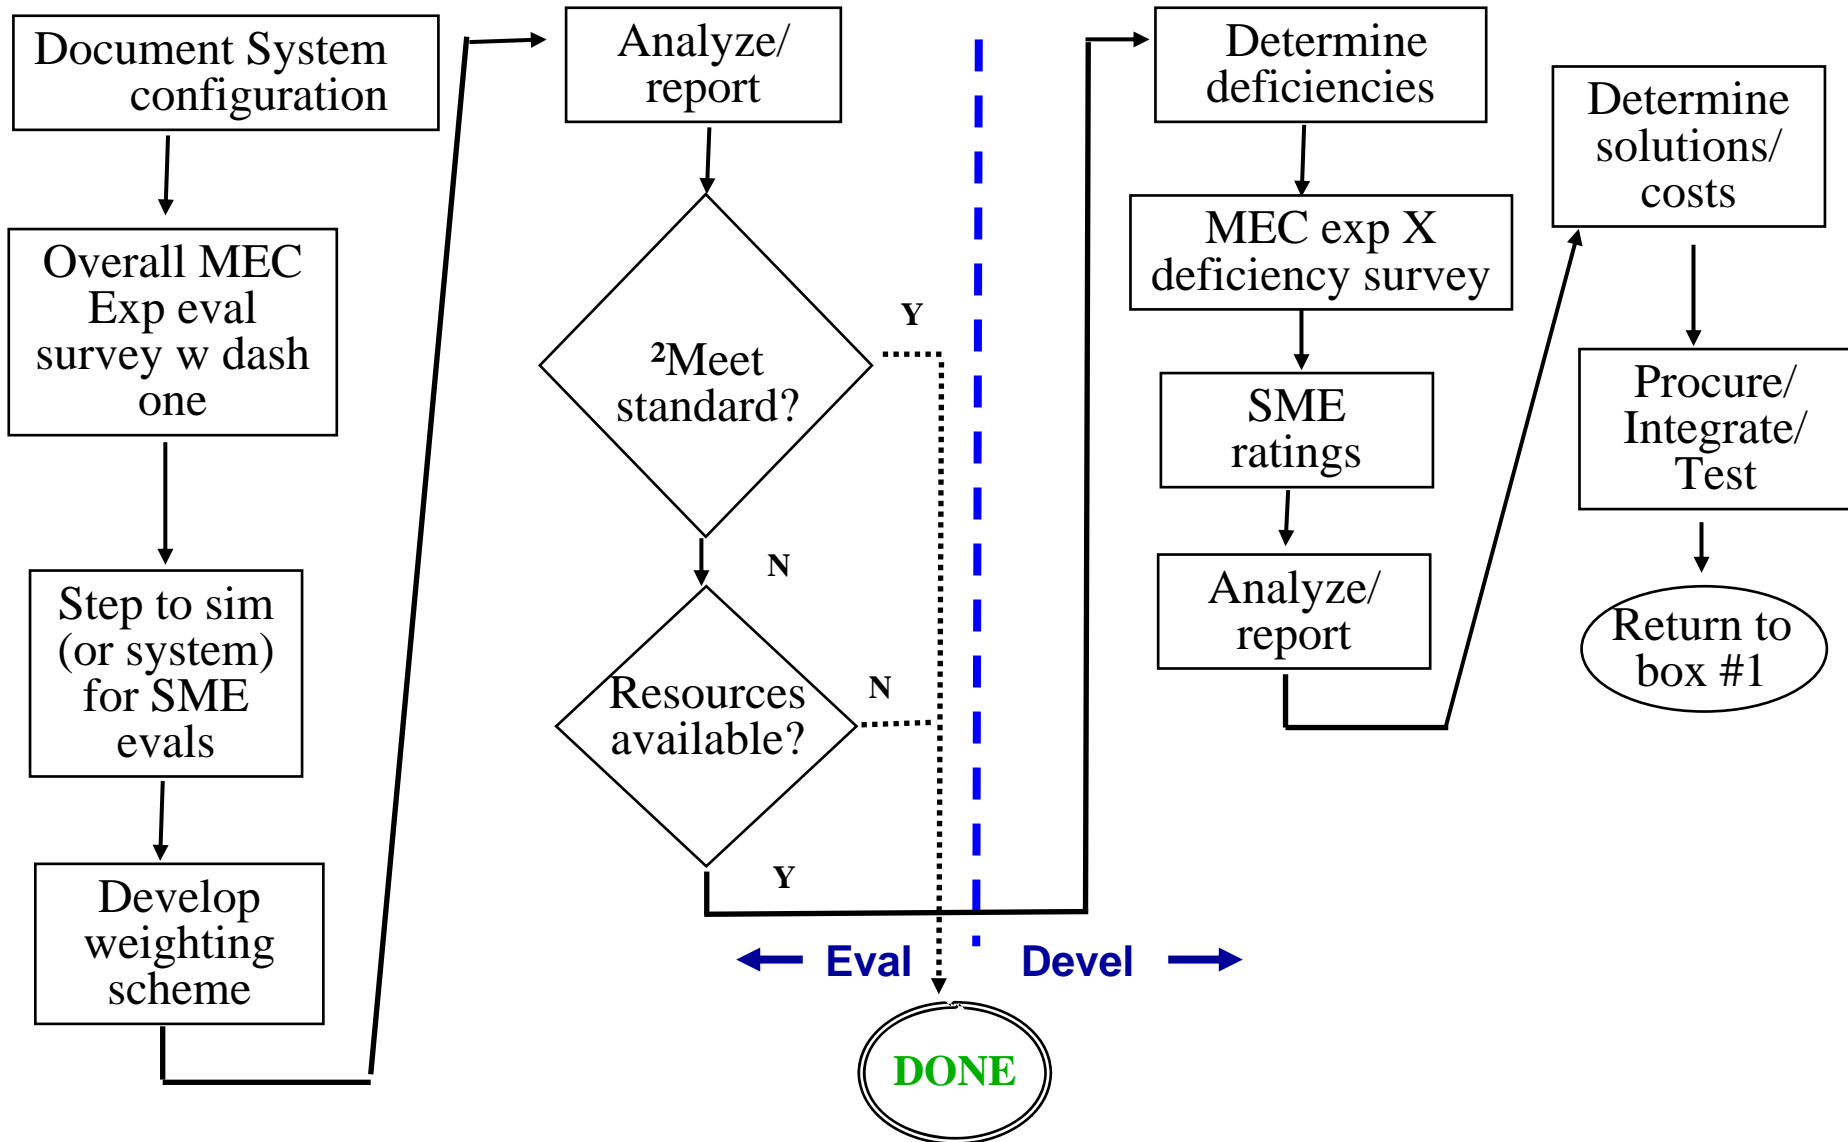 Document System
configuration
Overall MEC
Exp eval
survey w dash
one
Step to sim
(or system)
for SME
evals
Develop
weighting
scheme
Analyze/
report
²Meet
standard?
Y
N
Resources
available?
N
Y
Eval
Devel
DONE
Determine
deficiencies
MEC exp X
deficiency survey
SME
ratings
Analyze/
report
Determine
solutions/
costs
Procure/
Integrate/
Test
Return to
box #1